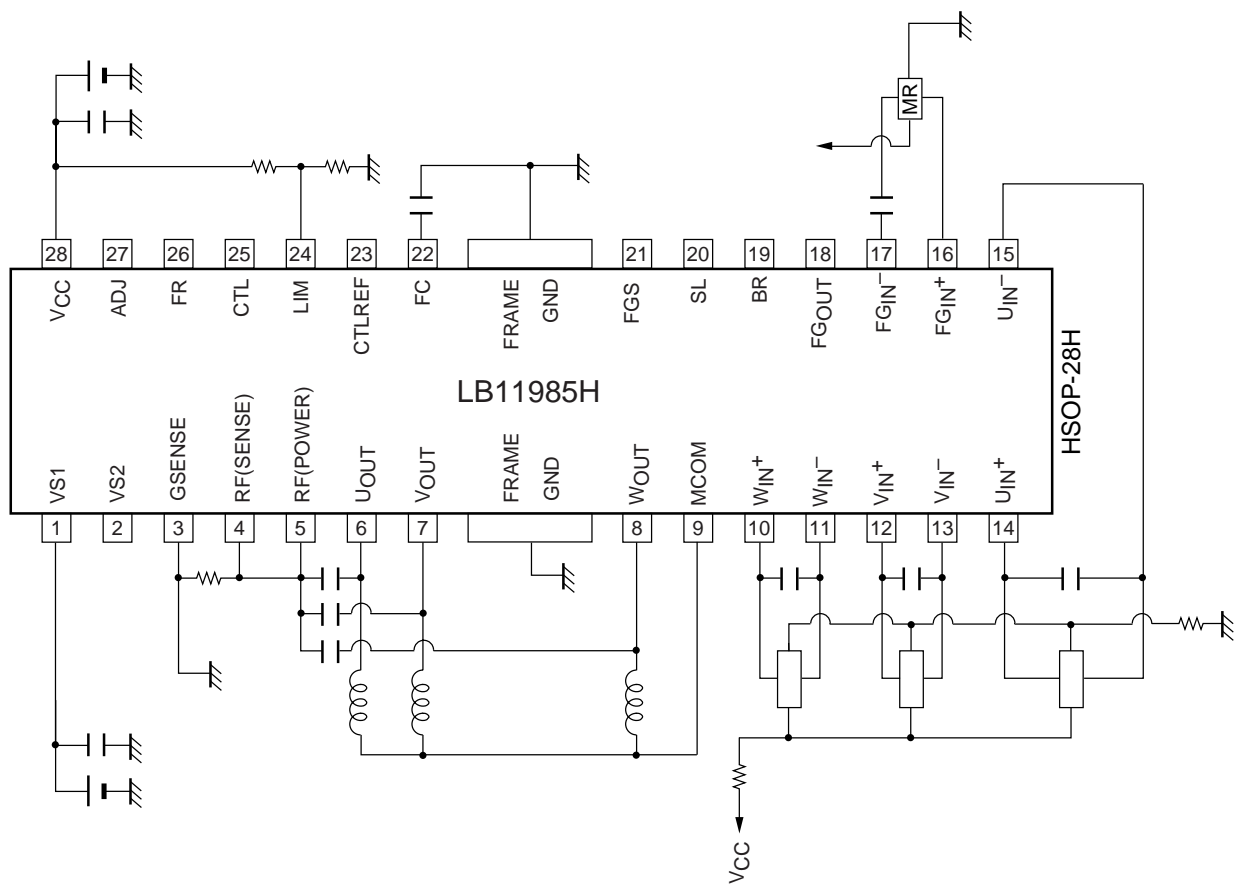 MR
28 27 26 25 24 23 22 21 20 19 18 17 16 15
VCC ADJ FR CTL LIM CTLREF FC FRAME GND FGS SL BR FGOUT FGIN- FGIN+ UIN-
LB11985H
HSOP-28H
VS1 VS2 GSENSE RF(SENSE) RF(POWER) UOUT VOUT FRAME GND WOUT MCOM WIN+ WIN- VIN+ VIN- UIN+
1 2 3 4 5 6 7 8 9 10 11 12 13 14
VCC